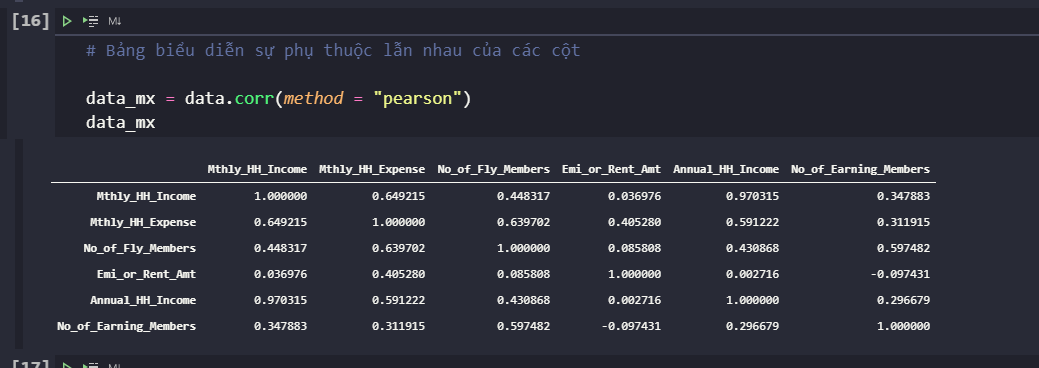 [16] M↓
# Bảng biểu diễn sự phụ thuộc lẫn nhau của các cột
data_mx = data.corr(method = "pearson")
data_mx
Mthly_HH_Income Mthly_HH_Expense No_of_Fly_Members Emi_or_Rent_Amt Annual_HH_Income No_of_Earning_Members
Mthly_HH_Income 1.000000 0.649215 0.448317 0.036976 0.970315 0.347883
Mthly_HH_Expense 0.649215 1.000000 0.639702 0.405280 0.591222 0.311915
No_of_Fly_Members 0.448317 0.639702 1.000000 0.085808 0.430868 0.597482
Emi_or_Rent_Amt 0.036976 0.405280 0.085808 1.000000 0.002716 -0.097431
Annual_HH_Income 0.970315 0.591222 0.430868 0.002716 1.000000 0.296679
No_of_Earning_Members 0.347883 0.311915 0.597482 -0.097431 0.296679 1.000000
[17] M↓